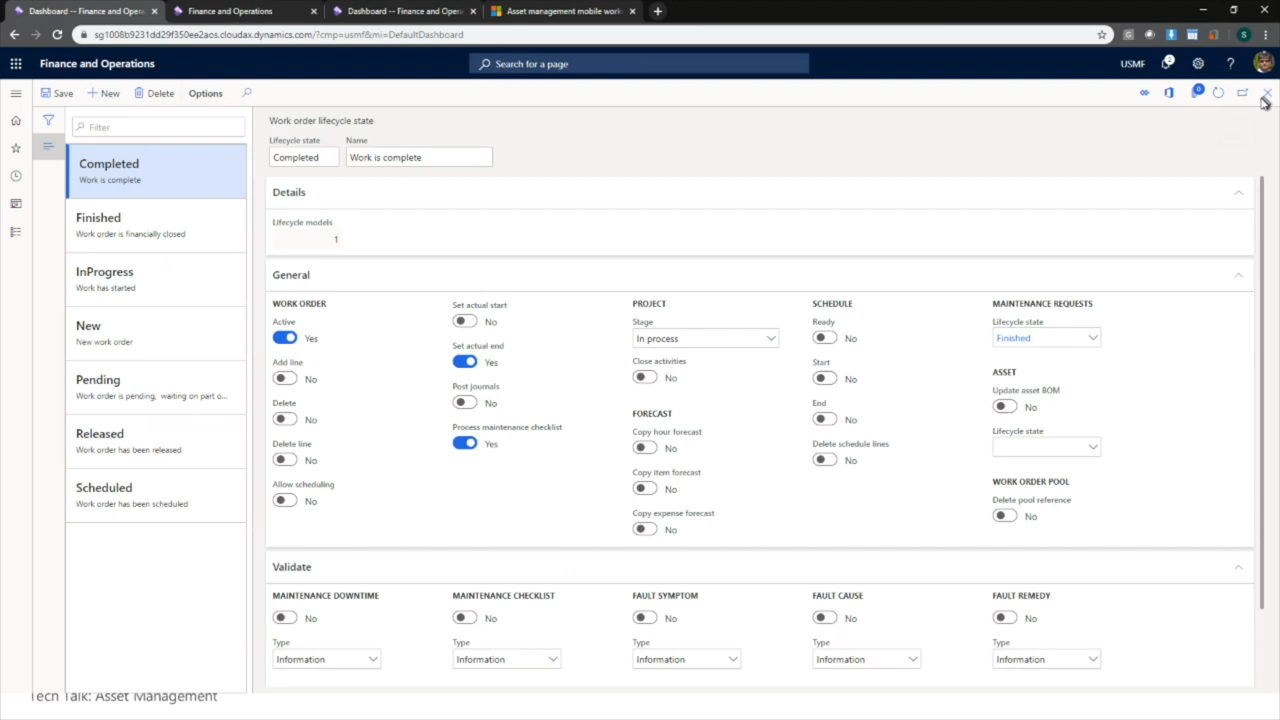 Dashboard -- Finance and Opera
Finance and Operations
Dashboard -- Finance and Opera
Asset management mobile works
sg1008b9231dd29f350ee2aos.cloudax.dynamics.com/?cmp=usmf&mi=DefaultDashboard
S
Finance and Operations
Search for a page
USMF
2
?
Save
New
Delete
Options
0
Filter
Completed
Work is complete
Finished
Work order is financially closed
InProgress
Work has started
New
New work order
Pending
Work order is pending, waiting on part o...
Released
Work order has been released
Scheduled
Work order has been scheduled
Work order lifecycle state
Lifecycle state
Name
Completed
Work is complete
Details
Lifecycle models
1
General
WORK ORDER
Active
Yes
Add line
No
Delete
No
Delete line
No
Allow scheduling
No
Set actual start
No
Set actual end
Yes
Post journals
No
Process maintenance checklist
Yes
PROJECT
Stage
In process
Close activities
No
FORECAST
Copy hour forecast
No
Copy item forecast
No
Copy expense forecast
No
SCHEDULE
Ready
No
Start
No
End
No
Delete schedule lines
No
MAINTENANCE REQUESTS
Lifecycle state
Finished
ASSET
Update asset BOM
No
Lifecycle state
WORK ORDER POOL
Delete pool reference
No
Validate
MAINTENANCE DOWNTIME
No
Type
Information
MAINTENANCE CHECKLIST
No
Type
Information
FAULT SYMPTOM
No
Type
Information
FAULT CAUSE
No
Type
Information
FAULT REMEDY
No
Type
Information
Tech Talk: Asset Management